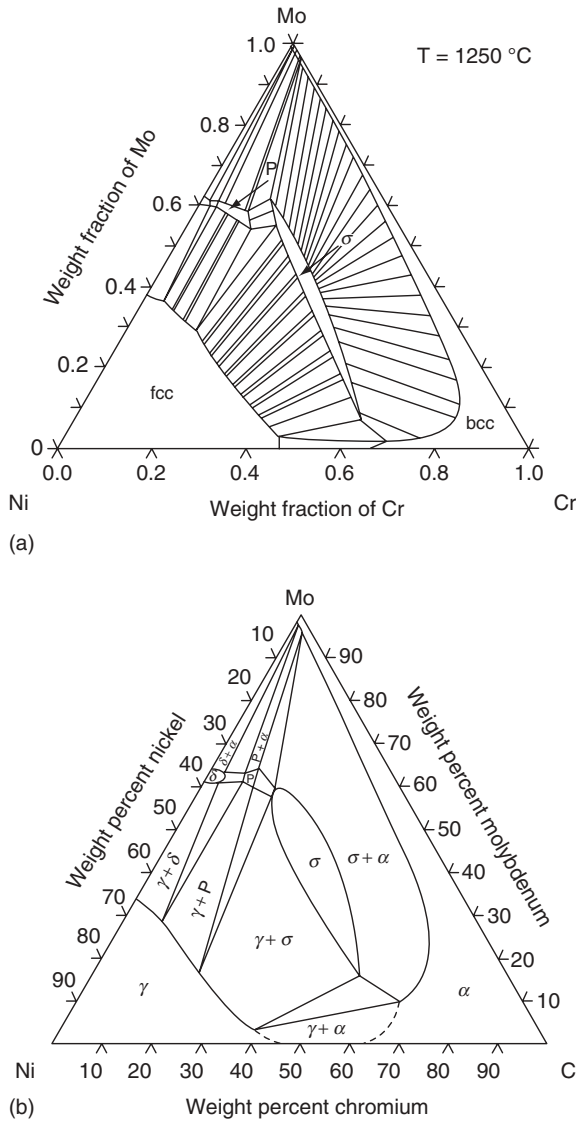 Mo
T = 1250 °C
Weight fraction of Mo
1.0
0.8
0.6
0.4
0.2
0
P
σ
fcc
bcc
0.0 0.2 0.4 0.6 0.8 1.0
Ni Weight fraction of Cr Cr
(a)
Mo
Weight percent nickel
10
20
30
40
50
60
70
80
90
Weight percent molybdenum
90
80
70
60
50
40
30
20
10
δ
δ + α
P + α
P
γ + δ
γ + P
σ
σ + α
γ + σ
γ
γ + α
α
Ni 10 20 30 40 50 60 70 80 90 C
(b) Weight percent chromium